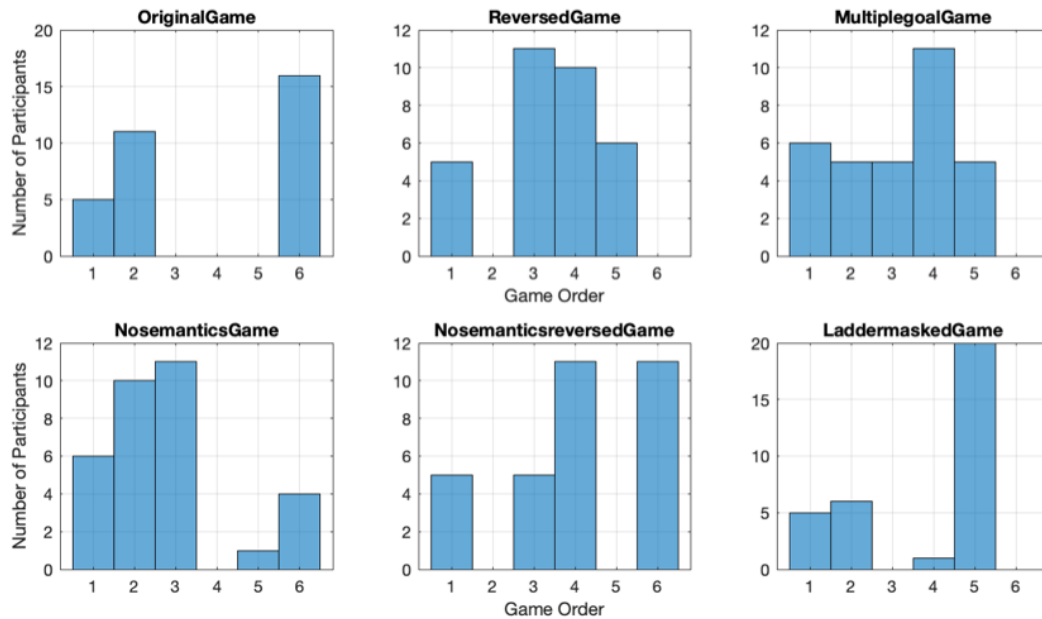 OriginalGame
Number of Participants
20
15
10
5
0
1 2 3 4 5 6
ReversedGame
12
10
8
6
4
2
0
1 2 3 4 5 6
Game Order
MultiplegoalGame
12
10
8
6
4
2
0
1 2 3 4 5 6
NosemanticsGame
Number of Participants
12
10
8
6
4
2
0
1 2 3 4 5 6
NosemanticsreversedGame
12
10
8
6
4
2
0
1 2 3 4 5 6
Game Order
LaddermaskedGame
20
15
10
5
0
1 2 3 4 5 6